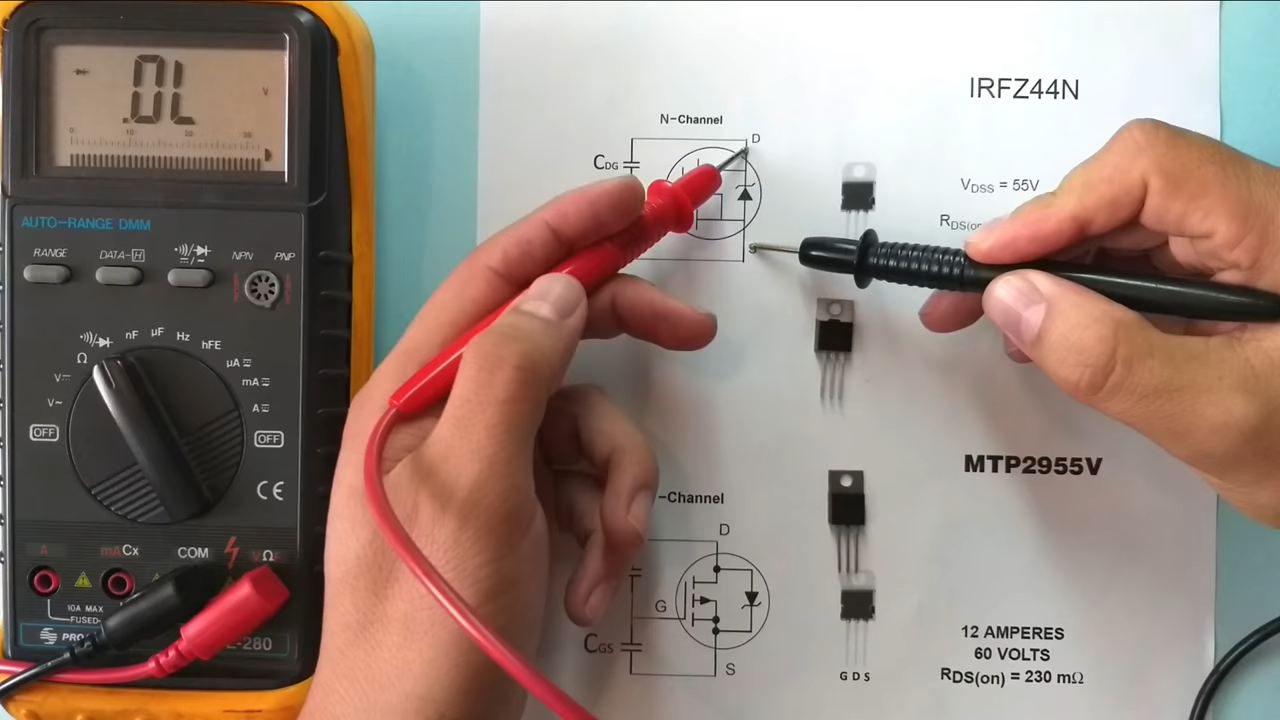 .OL
V
0 10 20 30
AUTO-RANGE DMM
RANGE
DATA-H
NPN
PNP
nF
µF
Hz
hFE
Ω
µA
mA
A
V
V~
OFF
OFF
CE
A
mACx
COM
VΩ
10A MAX
FUSED
PRO
-280
IRFZ44N
N-Channel
D
CDG
VDSS = 55V
RDS(on)
MTP2955V
-Channel
D
G
CGS
S
G D S
12 AMPERES
60 VOLTS
RDS(on) = 230 mΩ